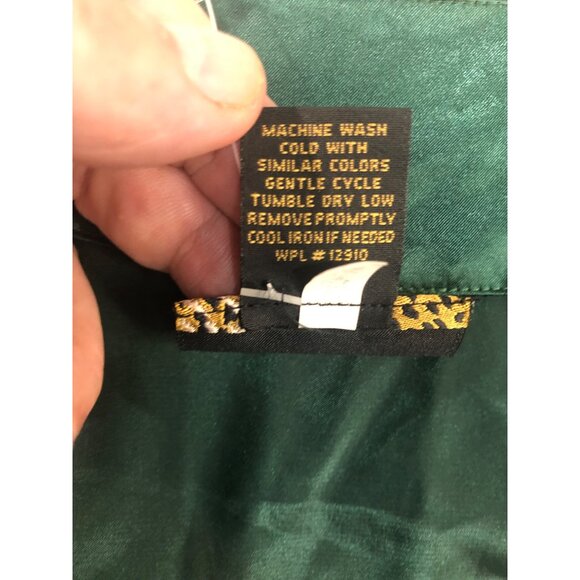 MACHINE WASH
COLD WITH
SIMILAR COLORS
GENTLE CYCLE
TUMBLE DRY LOW
REMOVE PROMPTLY
COOL IRON IF NEEDED
WPL # 12910